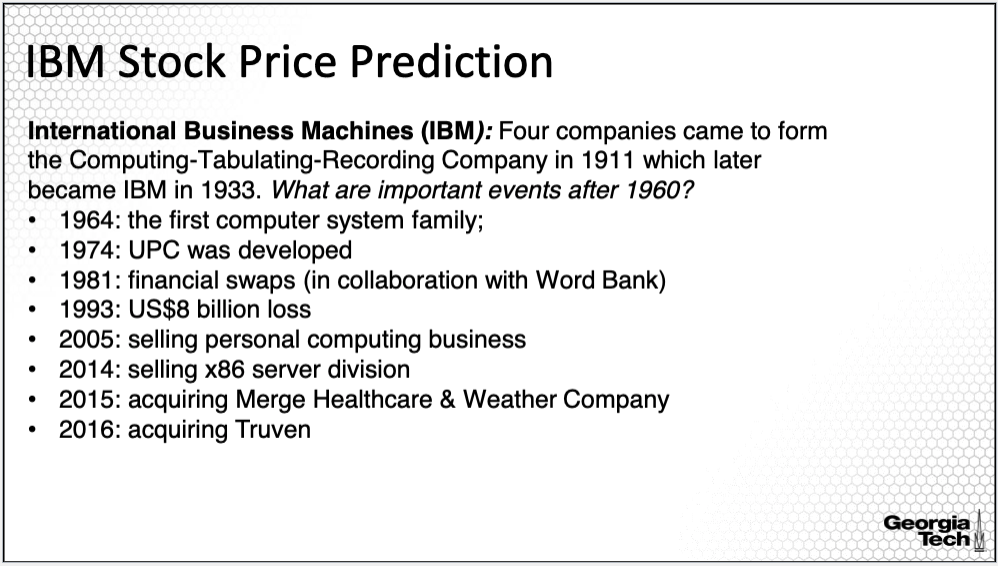 IBM Stock Price Prediction
International Business Machines (IBM): Four companies came to form
the Computing-Tabulating-Recording Company in 1911 which later
became IBM in 1933. What are important events after 1960?
• 1964: the first computer system family;
• 1974: UPC was developed
• 1981: financial swaps (in collaboration with Word Bank)
• 1993: US$8 billion loss
• 2005: selling personal computing business
• 2014: selling x86 server division
• 2015: acquiring Merge Healthcare & Weather Company
• 2016: acquiring Truven
Georgia
Tech